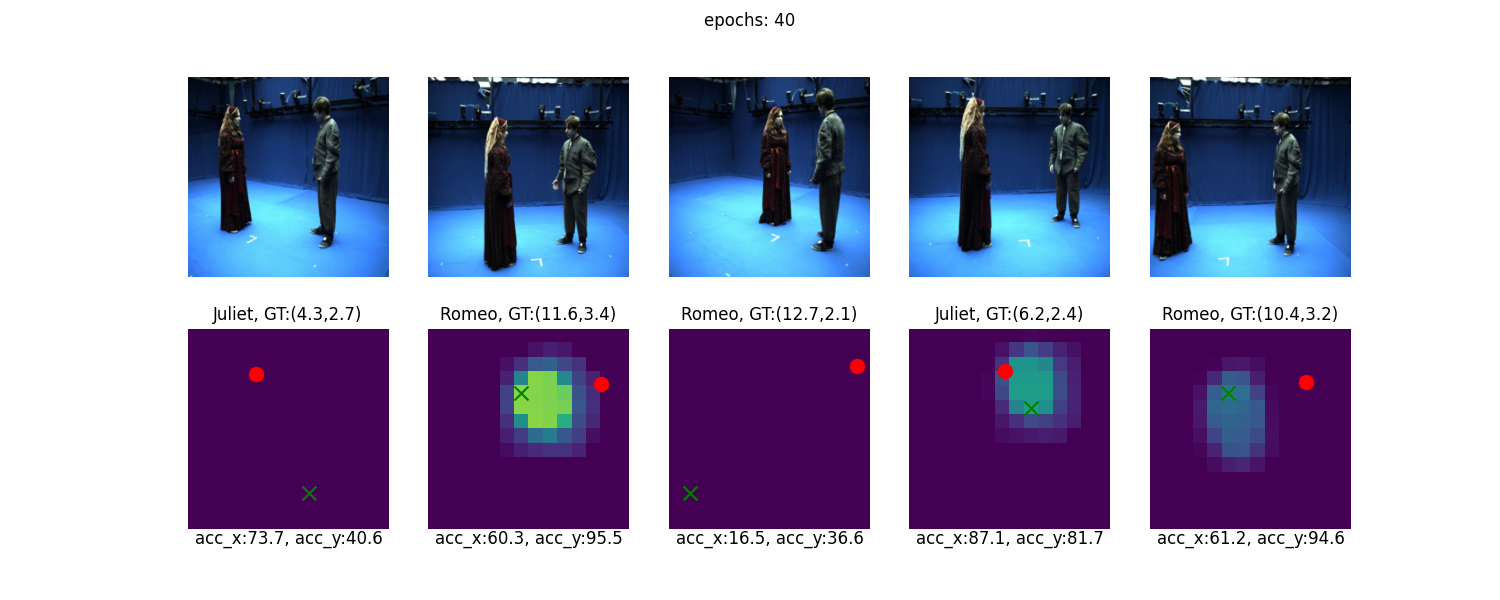 epochs: 40
Juliet, GT:(4.3,2.7)
Romeo, GT:(11.6,3.4)
Romeo, GT:(12.7,2.1)
Juliet, GT:(6.2,2.4)
Romeo, GT:(10.4,3.2)
acc_x:73.7, acc_y:40.6
acc_x:60.3, acc_y:95.5
acc_x:16.5, acc_y:36.6
acc_x:87.1, acc_y:81.7
acc_x:61.2, acc_y:94.6